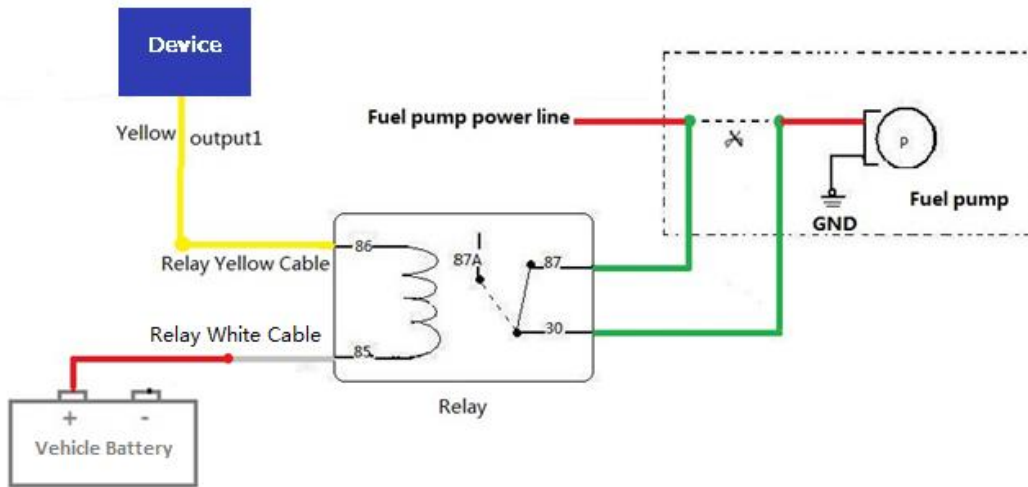 Device
Yellow
output1
Fuel pump power line
P
Fuel pump
GND
86
87A
87
Relay Yellow Cable
30
Relay White Cable
85
Relay
+ -
Vehicle Battery